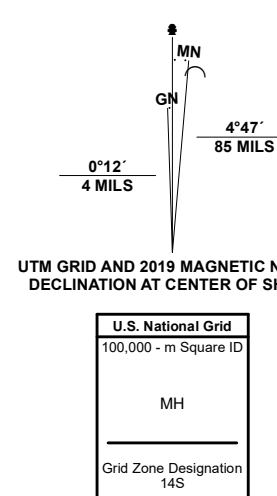 MN
GN
4°47´
85 MILS
0°12´
4 MILS
UTM GRID AND 2019 MAGNETIC
DECLINATION AT CENTER OF
U.S. National Grid
100,000 - m Square ID
MH
Grid Zone Designation
14S